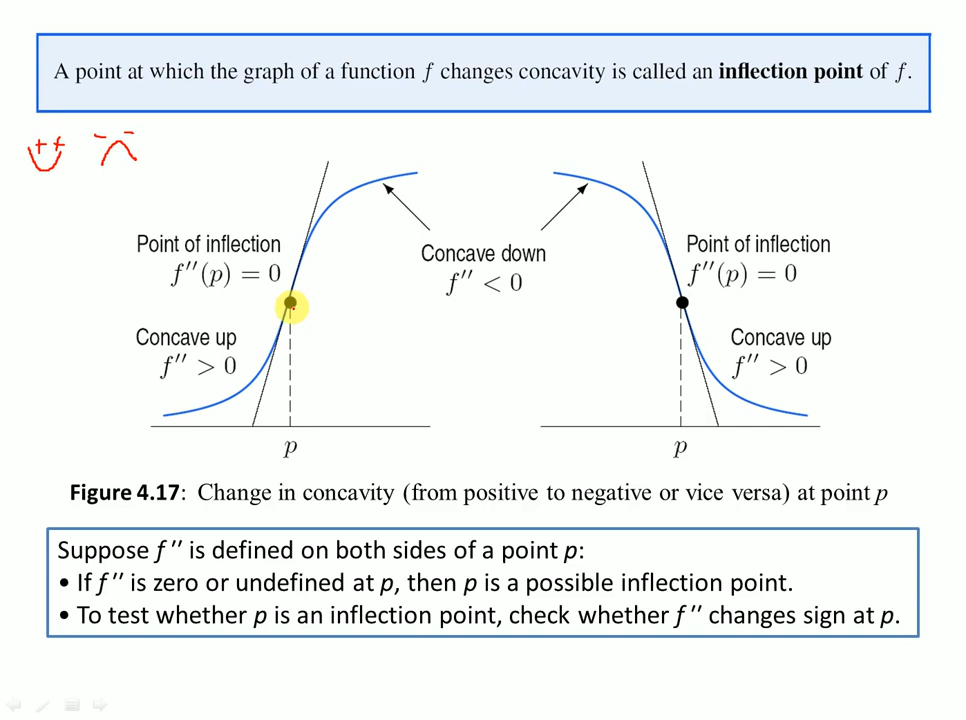 A point at which the graph of a function f changes concavity is called an inflection point of f.
++ − −
Point of inflection
f′′(p) = 0
Concave down
f′′ < 0
Point of inflection
f′′(p) = 0
Concave up
f′′ > 0
Concave up
f′′ > 0
p
p
Figure 4.17: Change in concavity (from positive to negative or vice versa) at point p
Suppose f ′′ is defined on both sides of a point p:
• If f ′′ is zero or undefined at p, then p is a possible inflection point.
• To test whether p is an inflection point, check whether f ′′ changes sign at p.